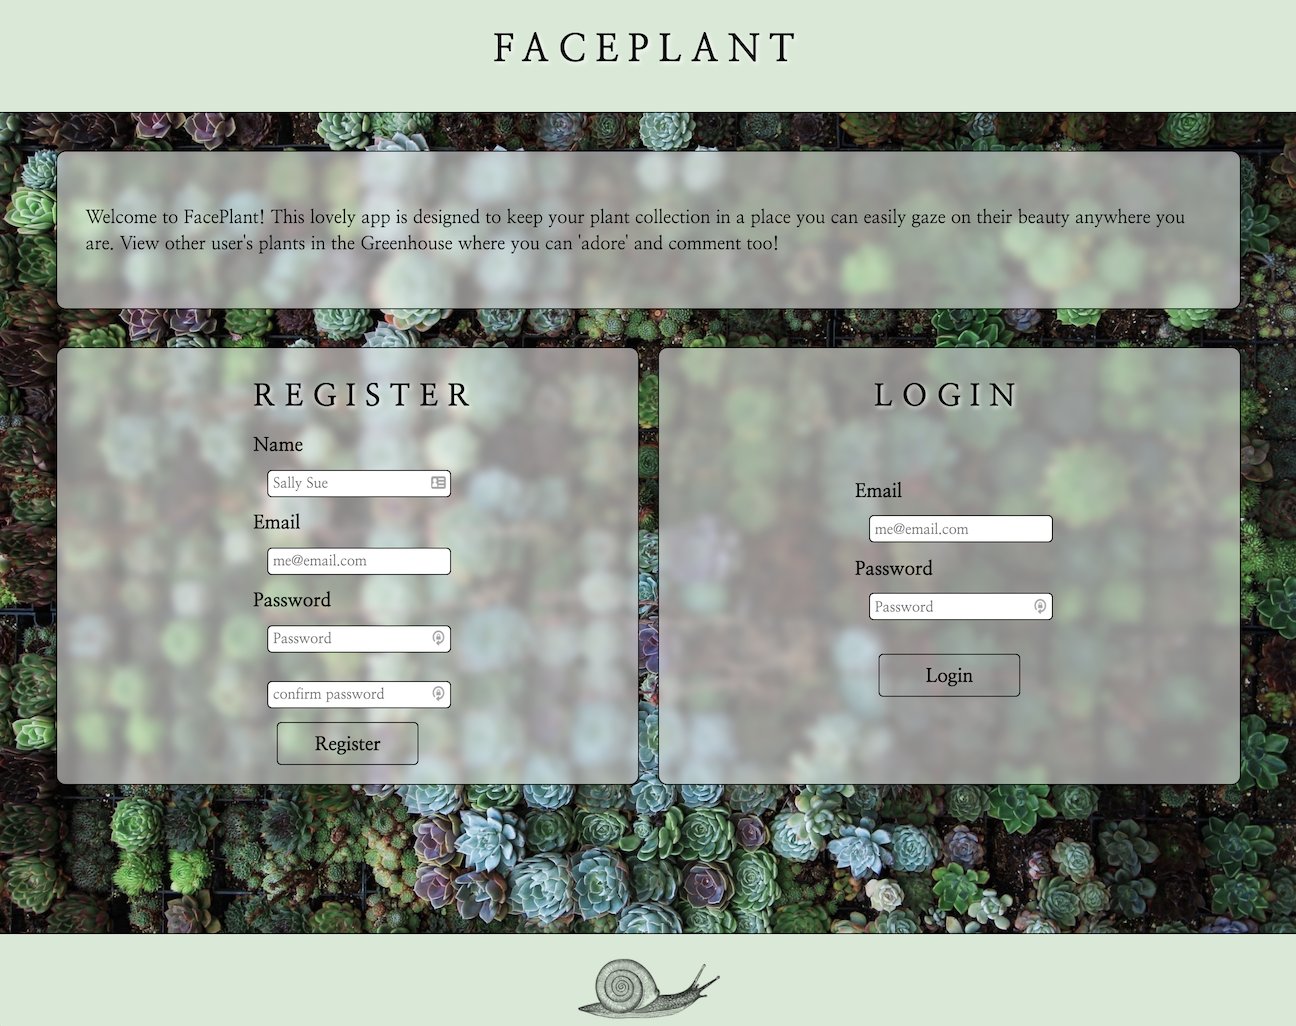 FACEPLANT
Welcome to FacePlant! This lovely app is designed to keep your plant collection in a place you can easily gaze on their beauty anywhere you
are. View other user's plants in the Greenhouse where you can 'adore' and comment too!
REGISTER
Name
Sally Sue
Email
me@email.com
Password
Password
confirm password
Register
LOGIN
Email
me@email.com
Password
Password
Login